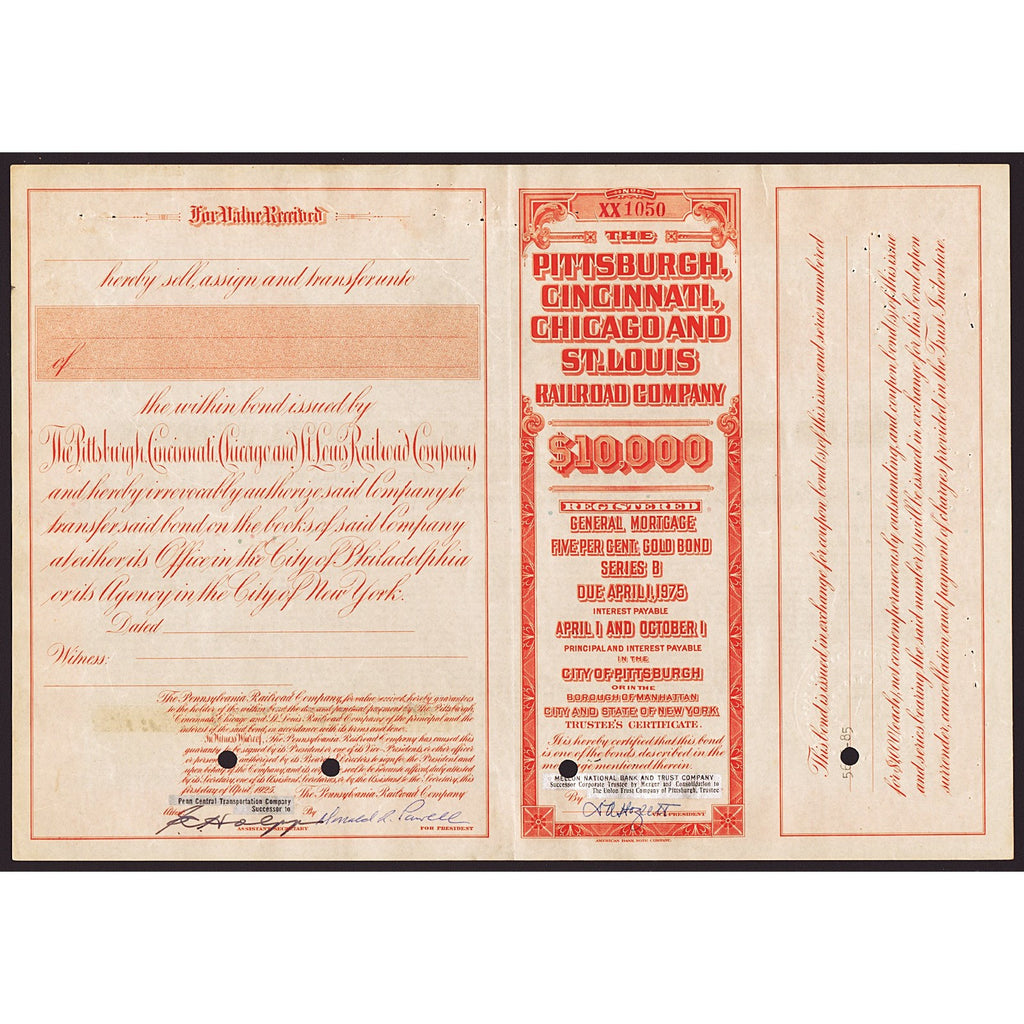 For Value Received
hereby sell, assign and transfer unto
of
the within bond issued by
The Pittsburgh, Cincinnati, Chicago and St. Louis Railroad Company
and hereby irrevocably authorize said Company to
transfer said bond on the books of said Company
at either its Office in the City of Philadelphia
or its Agency in the City of New York.
Dated
Witness:
The Pennsylvania Railroad Company, for value received, hereby guarantees
to the holder of the within bond the due and punctual payment by The Pittsburgh,
Cincinnati, Chicago and St. Louis Railroad Company of the principal and the
interest of the said bond, in accordance with its terms and tenor.
In Witness Whereof, The Pennsylvania Railroad Company has caused this
guaranty to be signed by its President or one of its Vice-Presidents, or other officer
or person authorized by its Board of Directors to sign for the President and
upon behalf of the Company, and its corporate seal to be hereunto affixed, duly attested
by its Secretary, one of its Assistant Secretaries, or by the Assistant to the Secretary, this
first day of April, 1925.
The Pennsylvania Railroad Company,
Penn Central Transportation Company
Successor to
Attest
By
Donald R. Powell
ASSISTANT SECRETARY
FOR PRESIDENT
No
XX 1050
THE
PITTSBURGH,
CINCINNATI,
CHICAGO AND
ST. LOUIS
RAILROAD COMPANY
$10,000
REGISTERED
GENERAL MORTGAGE
FIVE PER CENT. GOLD BOND
SERIES B
DUE APRIL 1, 1975
INTEREST PAYABLE
APRIL 1 AND OCTOBER 1
PRINCIPAL AND INTEREST PAYABLE
IN THE
CITY OF PITTSBURGH
OR IN THE
BOROUGH OF MANHATTAN
CITY AND STATE OF NEW YORK
TRUSTEE'S CERTIFICATE.
It is hereby certified that this bond
is one of the bonds described in the
mortgage mentioned therein.
MELLON NATIONAL BANK AND TRUST COMPANY
Successor Corporate Trustee by Merger and Consolidation to
The Union Trust Company of Pittsburgh, Trustee
By
VICE PRESIDENT
AMERICAN BANK NOTE COMPANY.
This bond is issued in exchange for coupon bonds of this issue and series numbered
for $1,000 each, not contemporaneously outstanding, and coupon bonds of this issue
and series bearing the said numbers will be issued in exchange for this bond upon
surrender, cancellation and payment of charges provided in the Trust Indenture.